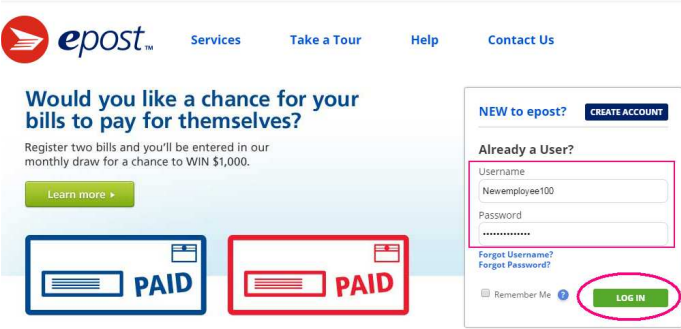 epost™
Services Take a Tour Help Contact Us
Would you like a chance for your
bills to pay for themselves?
Register two bills and you'll be entered in our
monthly draw for a chance to WIN $1,000.
Learn more
PAID
PAID
NEW to epost? CREATE ACCOUNT
Already a User?
Username
Newemployee100
Password
••••••••••••••
Forgot Username?
Forgot Password?
Remember Me ?
LOG IN